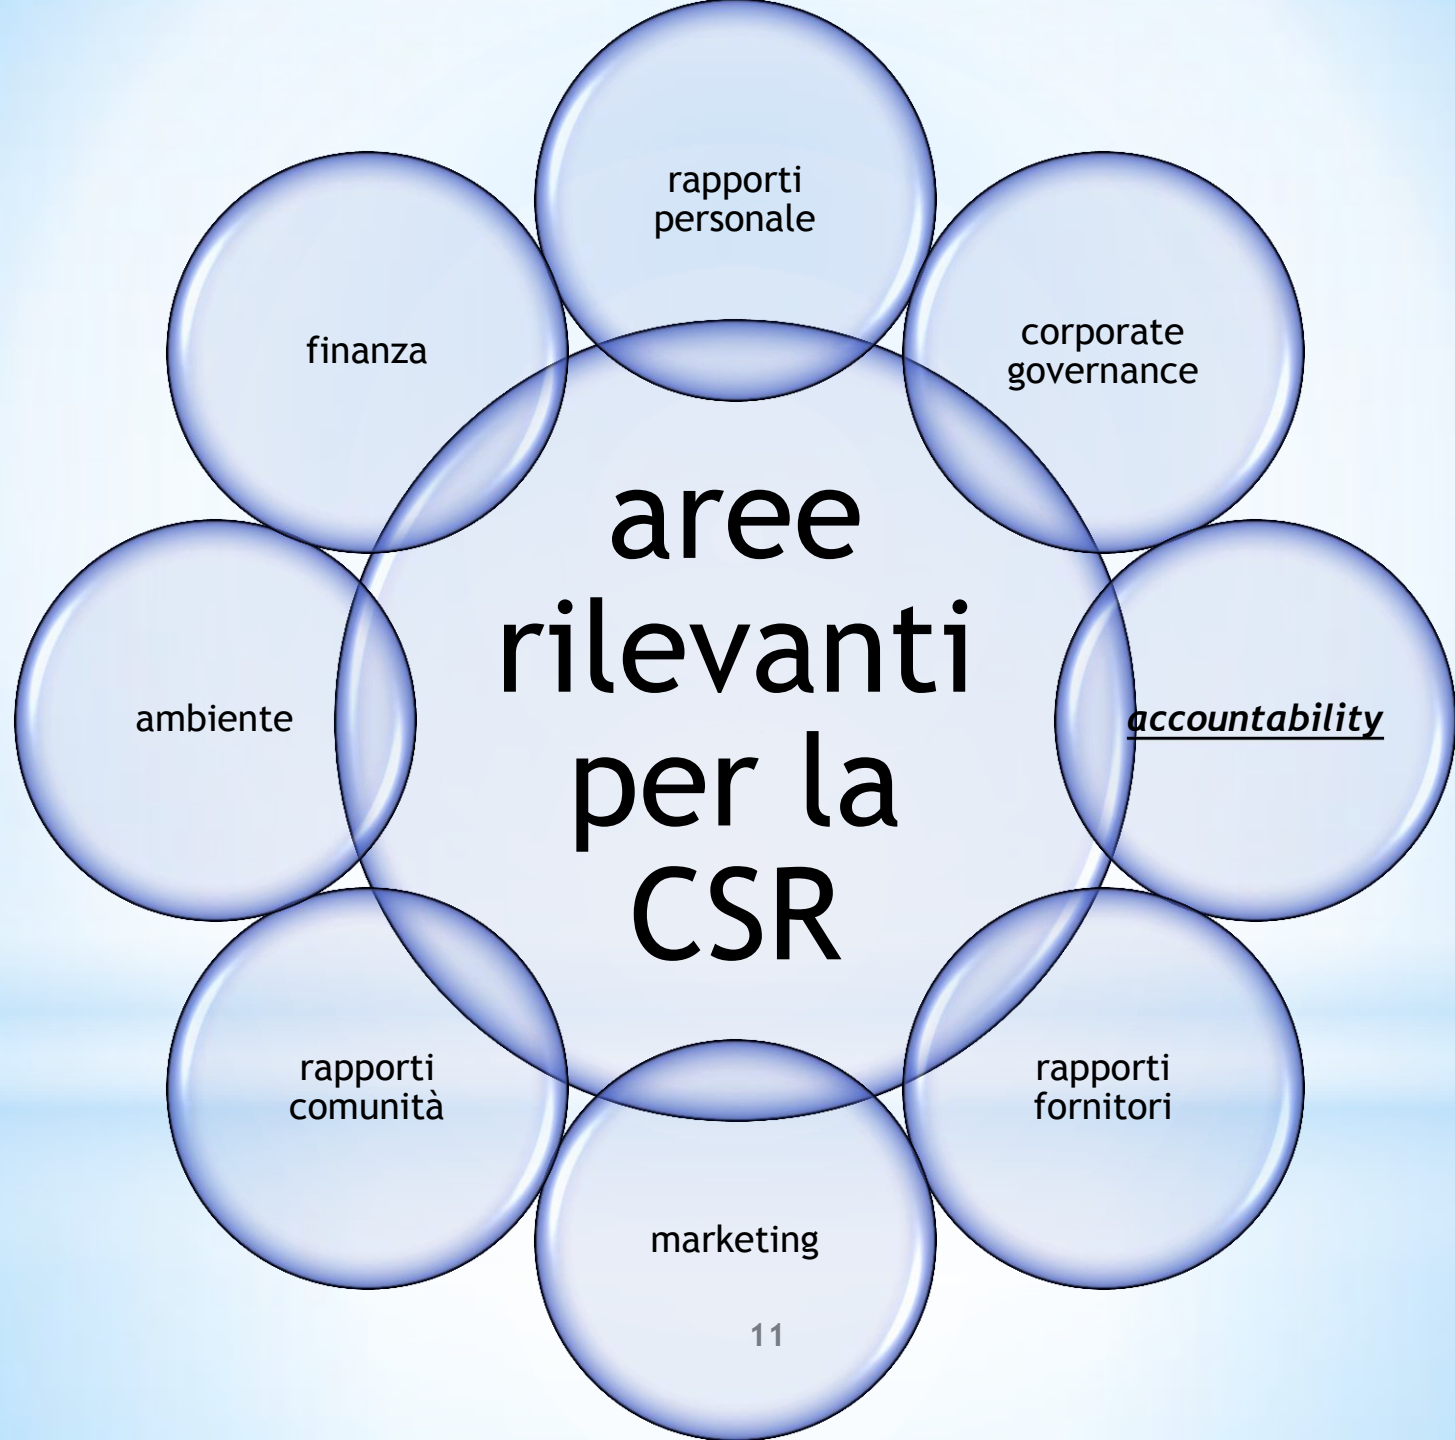 rapporti
personale
corporate
governance
accountability
rapporti
fornitori
marketing
rapporti
comunità
ambiente
finanza
aree
rilevanti
per la
CSR
11